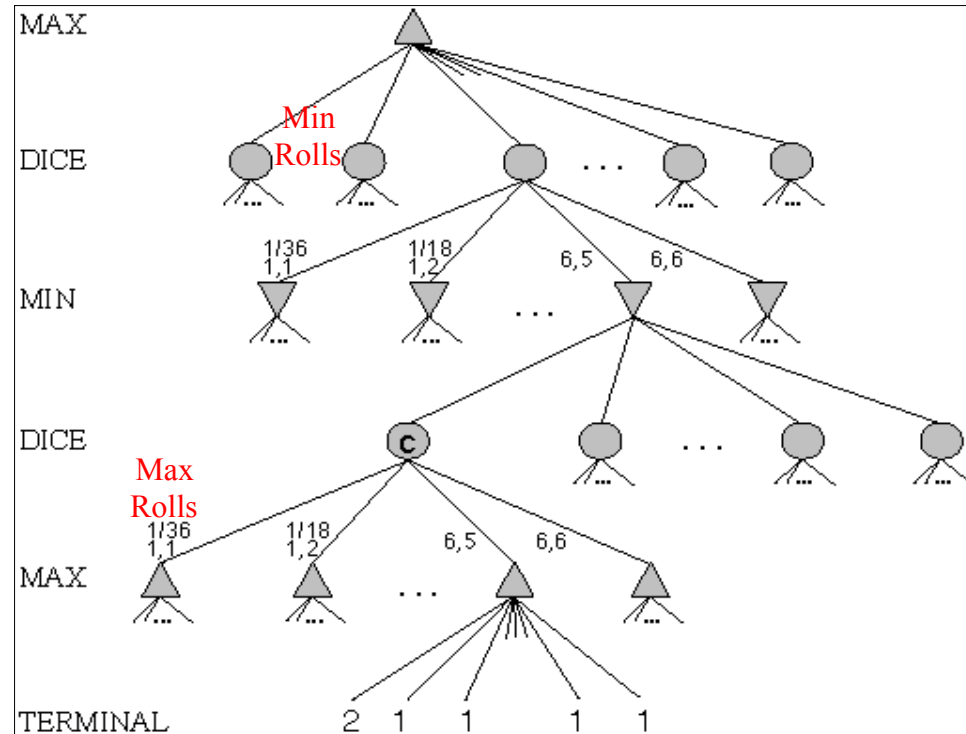 MAX
Min
Rolls
DICE
. . .
... ... ... ...
1/36 1/18
1,1 1,2 6,5 6,6
MIN
. . .
... ... ...
DICE
C
. . .
... ... ...
Max
Rolls
1/36 1/18
1,1 1,2 6,5 6,6
MAX
. . .
... ... ...
TERMINAL 2 1 1 1 1